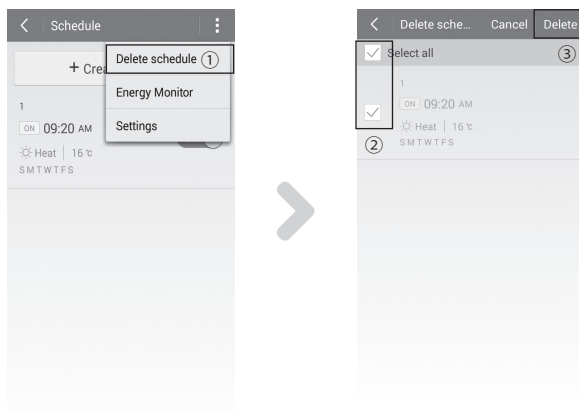 Schedule
+ Crea
Delete schedule ①
Energy Monitor
Settings
1
ON 09:20 AM
Heat | 16 ℃
SMTWTFS
Delete sche... Cancel Delete
Select all ③
1
ON 09:20 AM
Heat | 16 ℃
② SMTWTFS